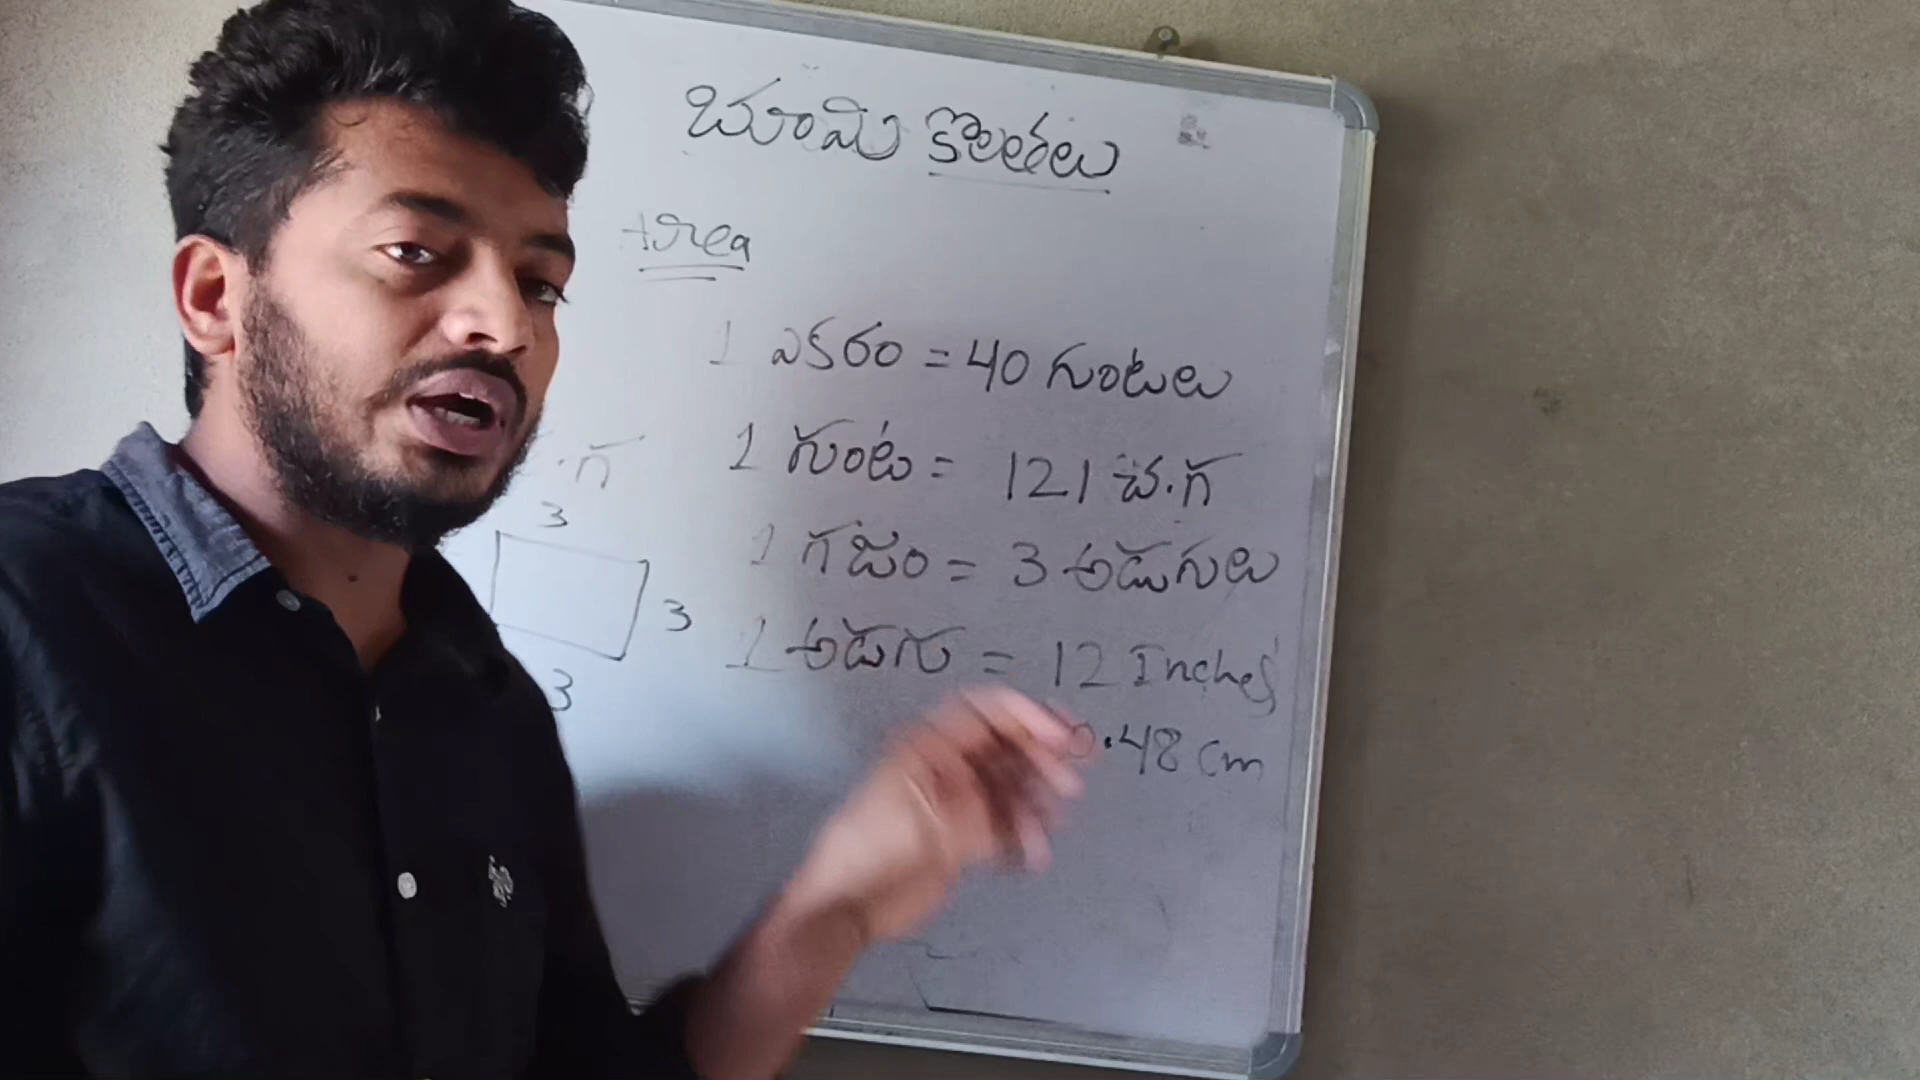 భూమి కొలతలు
Area
1 ఎకరం = 40 గుంటలు
1 గుంట = 121 చ.గ
1 గజం = 3 అడుగులు
1 అడుగు = 12 Inches
.48 cm
.గ
3
3
3